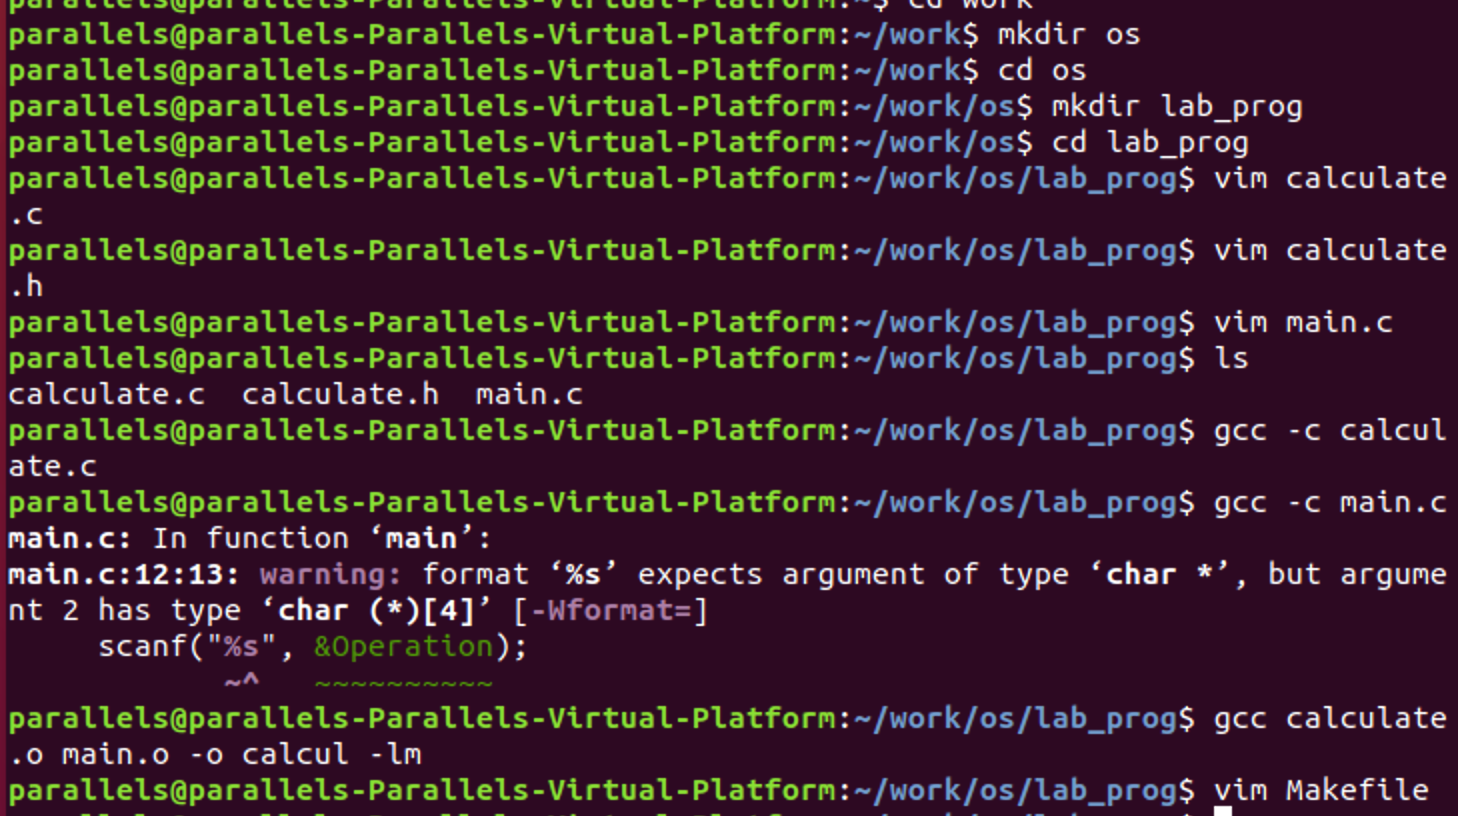 parallels@parallels-Parallels-Virtual-Platform:~$ cd work
parallels@parallels-Parallels-Virtual-Platform:~/work$ mkdir os
parallels@parallels-Parallels-Virtual-Platform:~/work$ cd os
parallels@parallels-Parallels-Virtual-Platform:~/work/os$ mkdir lab_prog
parallels@parallels-Parallels-Virtual-Platform:~/work/os$ cd lab_prog
parallels@parallels-Parallels-Virtual-Platform:~/work/os/lab_prog$ vim calculate
.c
parallels@parallels-Parallels-Virtual-Platform:~/work/os/lab_prog$ vim calculate
.h
parallels@parallels-Parallels-Virtual-Platform:~/work/os/lab_prog$ vim main.c
parallels@parallels-Parallels-Virtual-Platform:~/work/os/lab_prog$ ls
calculate.c  calculate.h  main.c
parallels@parallels-Parallels-Virtual-Platform:~/work/os/lab_prog$ gcc -c calcul
ate.c
parallels@parallels-Parallels-Virtual-Platform:~/work/os/lab_prog$ gcc -c main.c
main.c: In function ‘main’:
main.c:12:13: warning: format ‘%s’ expects argument of type ‘char *’, but argume
nt 2 has type ‘char (*)[4]’ [-Wformat=]
     scanf("%s", &Operation);
            ~^   ~~~~~~~~~~
parallels@parallels-Parallels-Virtual-Platform:~/work/os/lab_prog$ gcc calculate
.o main.o -o calcul -lm
parallels@parallels-Parallels-Virtual-Platform:~/work/os/lab_prog$ vim Makefile